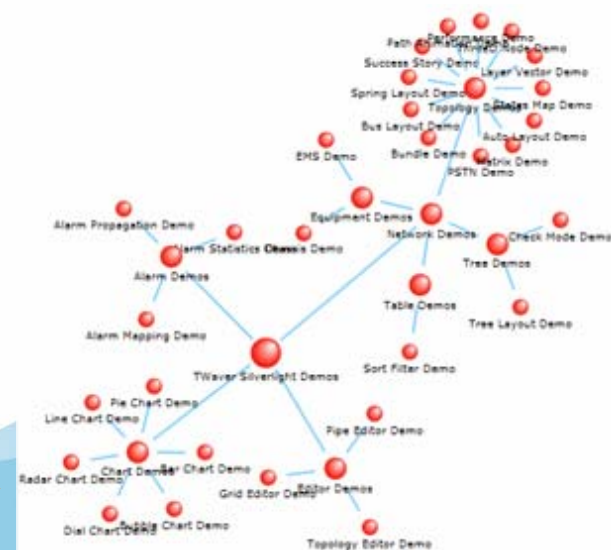 Performance Demo
Success Story Demo
Layer Vector Demo
Spring Layout Demo
Topology Demos
States Map Demo
Bus Layout Demo
Auto Layout Demo
Bundle Demo
Matrix Demo
PSTN Demo
EMS Demo
Equipment Demos
Network Demos
Alarm Propagation Demo
Alarm Statistics Demo
Chassis Demo
Check Mode Demo
Tree Demos
Alarm Demos
Table Demos
Tree Layout Demo
Alarm Mapping Demo
Sort Filter Demo
TWaver Silverlight Demos
Pie Chart Demo
Line Chart Demo
Pipe Editor Demo
Radar Chart Demo
Chart Demos
Bar Chart Demo
Grid Editor Demo
Editor Demos
Dial Chart Demo
Bubble Chart Demo
Topology Editor Demo